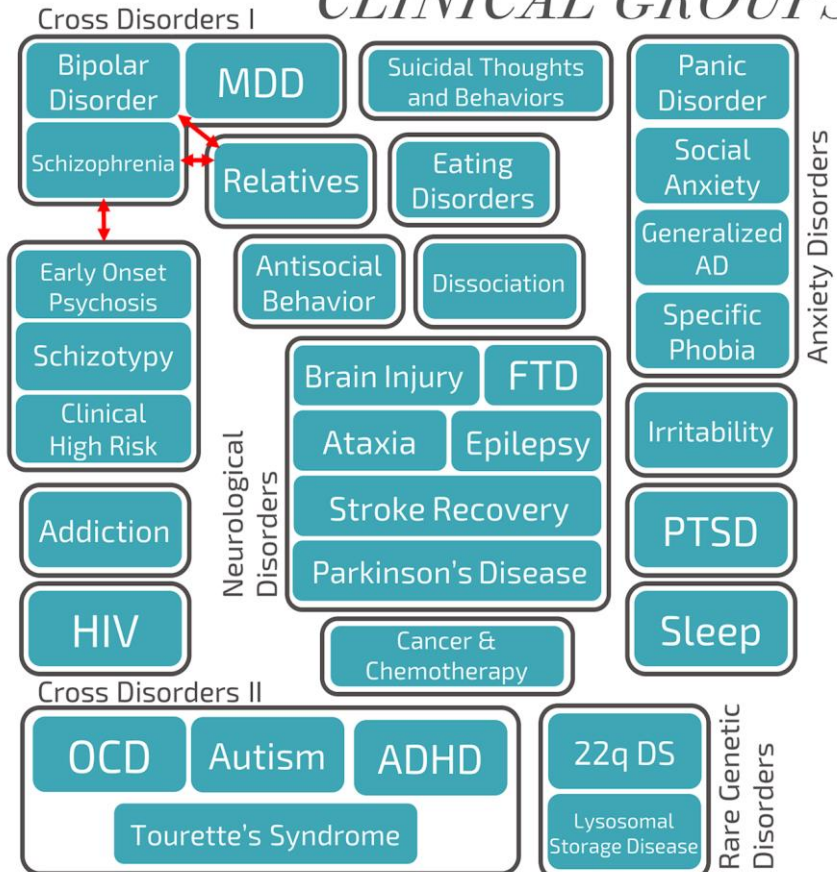 CLINICAL GROUPS
Cross Disorders I
Bipolar
Disorder
MDD
Schizophrenia
Relatives
Suicidal Thoughts
and Behaviors
Eating
Disorders
Panic
Disorder
Social
Anxiety
Generalized
AD
Specific
Phobia
Anxiety Disorders
Early Onset
Psychosis
Schizotypy
Clinical
High Risk
Antisocial
Behavior
Dissociation
Neurological
Disorders
Brain Injury
FTD
Ataxia
Epilepsy
Stroke Recovery
Parkinson's Disease
Irritability
Addiction
PTSD
HIV
Cancer &
Chemotherapy
Sleep
Cross Disorders II
OCD
Autism
ADHD
Tourette's Syndrome
22q DS
Lysosomal
Storage Disease
Rare Genetic
Disorders